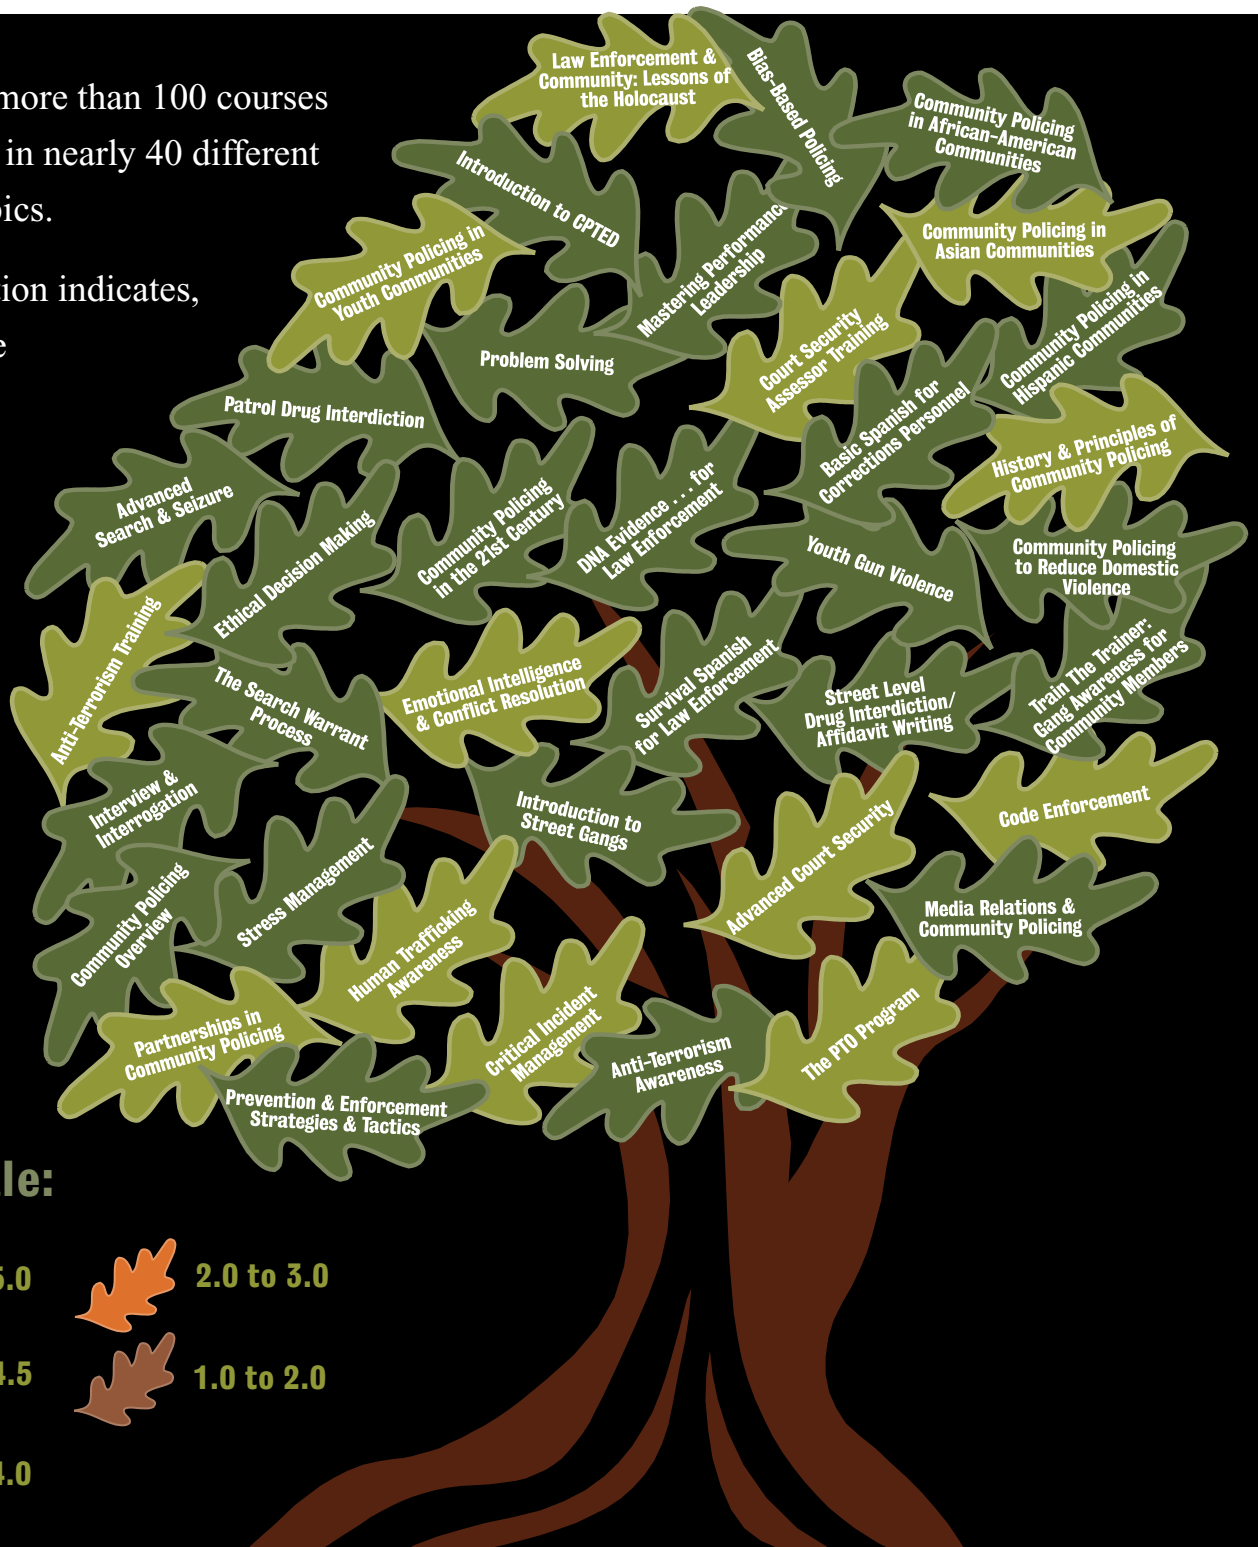 more than 100 courses
in nearly 40 different
indicates,
Law Enforcement &
Community: Lessons of
the Holocaust
Bias-Based Policing
Community Policing
in African-American
Communities
Introduction to CPTED
Mastering Performance
Leadership
Community Policing in
Asian Communities
Community Policing in
Youth Communities
Community Policing in
Hispanic Communities
Problem Solving
Court Security
Assessor Training
Patrol Drug Interdiction
Basic Spanish for
Corrections Personnel
History & Principles of
Community Policing
Advanced
Search & Seizure
Ethical Decision Making
Community Policing
in the 21st Century
DNA Evidence . . . for
Law Enforcement
Youth Gun Violence
Community Policing
to Reduce Domestic
Violence
Anti-Terrorism Training
The Search Warrant
Process
Emotional Intelligence
& Conflict Resolution
Survival Spanish
for Law Enforcement
Street Level
Drug Interdiction/
Affidavit Writing
Train The Trainer:
Gang Awareness for
Community Members
Interview &
Interrogation
Introduction to
Street Gangs
Code Enforcement
Stress Management
Advanced Court Security
Community Policing
Overview
Human Trafficking
Awareness
Media Relations &
Community Policing
Partnerships in
Community Policing
Critical Incident
Management
Anti-Terrorism
Awareness
The PTO Program
Prevention & Enforcement
Strategies & Tactics
2.0 to 3.0
1.0 to 2.0